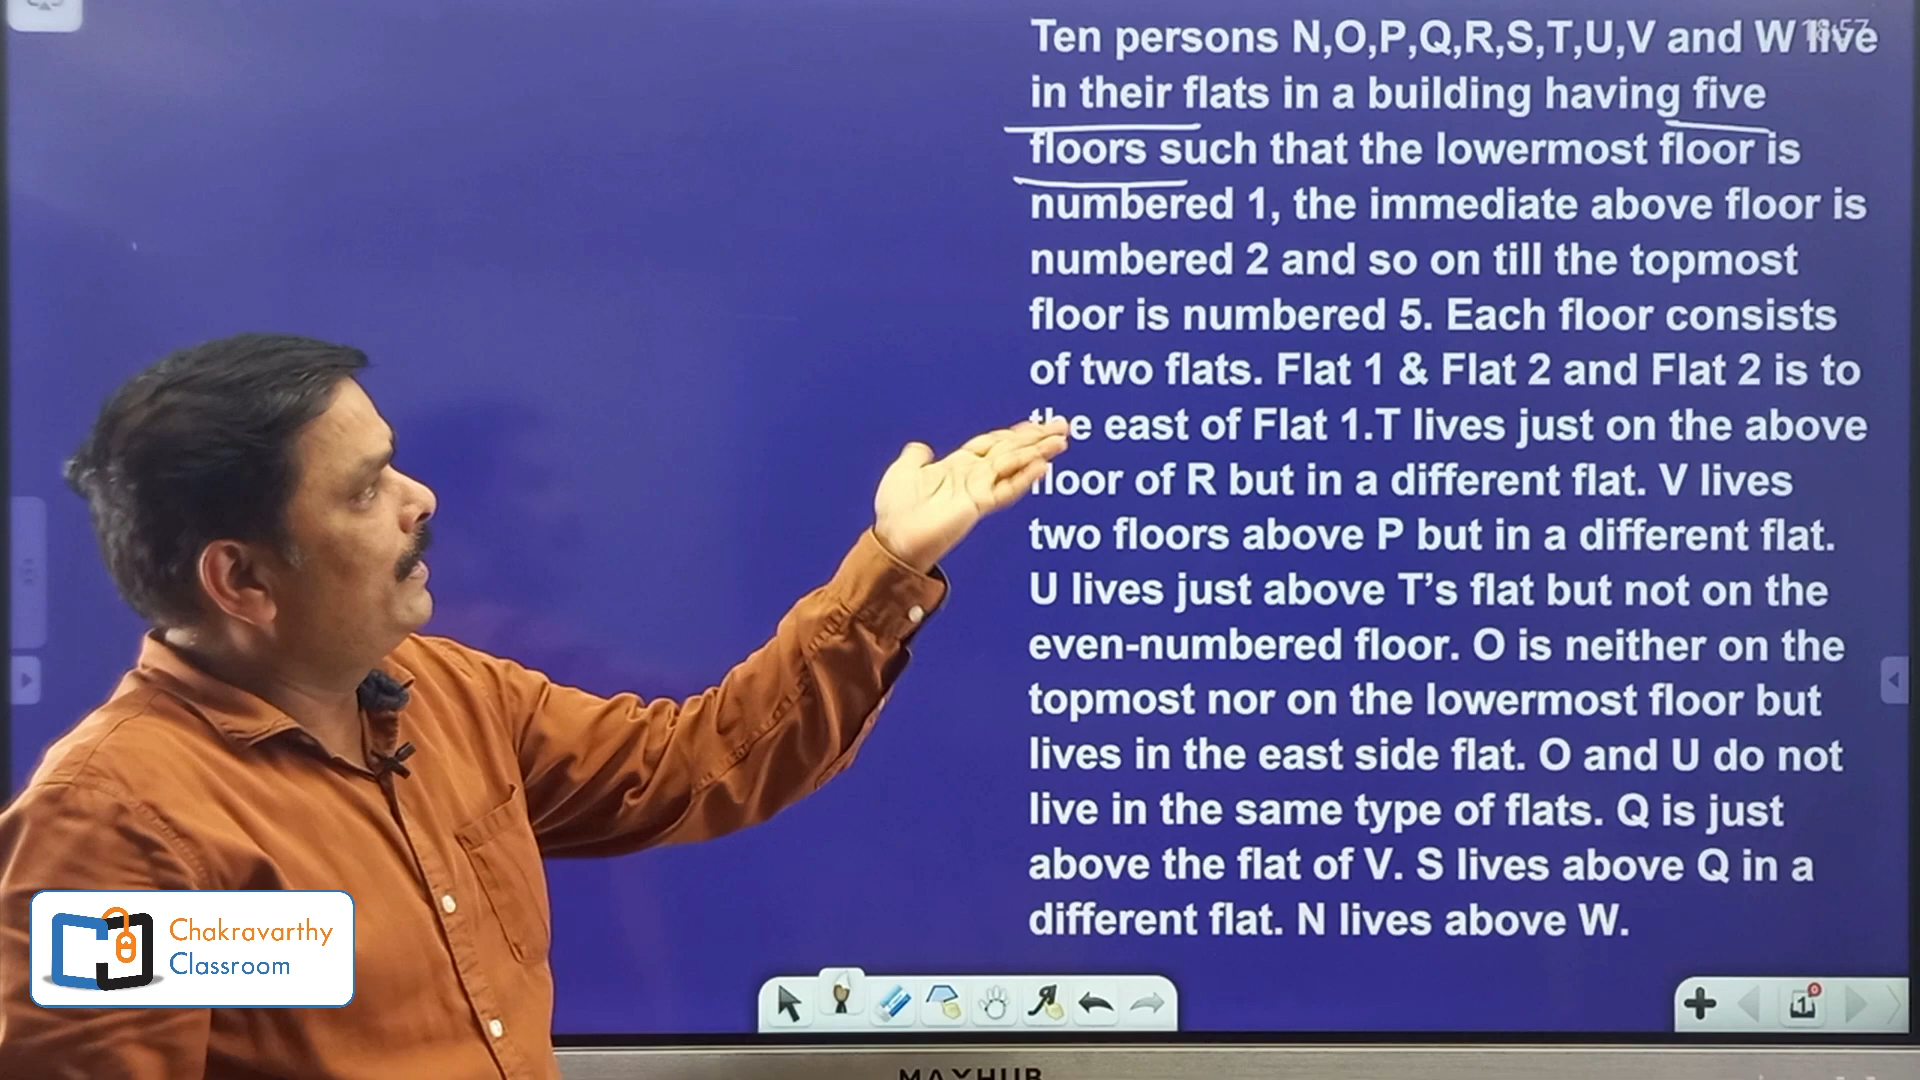 Ten persons N,O,P,Q,R,S,T,U,V and W live
18:57
in their flats in a building having five
floors such that the lowermost floor is
numbered 1, the immediate above floor is
numbered 2 and so on till the topmost
floor is numbered 5. Each floor consists
of two flats. Flat 1 & Flat 2 and Flat 2 is to
the east of Flat 1.T lives just on the above
floor of R but in a different flat. V lives
two floors above P but in a different flat.
U lives just above T’s flat but not on the
even-numbered floor. O is neither on the
topmost nor on the lowermost floor but
lives in the east side flat. O and U do not
live in the same type of flats. Q is just
above the flat of V. S lives above Q in a
different flat. N lives above W.
Chakravarthy
Classroom
1
0
MAXHUB